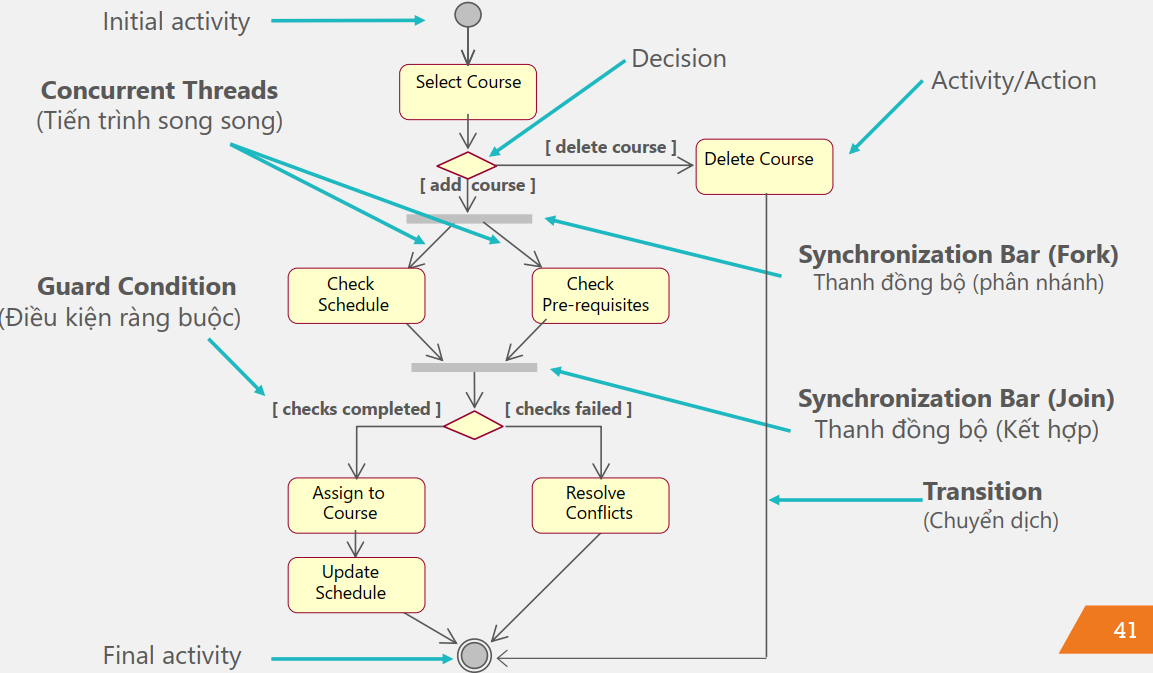 Initial activity
Select Course
Decision
Concurrent Threads
(Tiến trình song song)
Activity/Action
[ delete course ]
Delete Course
[ add  course ]
Synchronization Bar (Fork)
Thanh đồng bộ (phân nhánh)
Guard Condition
(Điều kiện ràng buộc)
Check
Schedule
Check
Pre-requisites
Synchronization Bar (Join)
Thanh đồng bộ (Kết hợp)
[ checks completed ]
[ checks failed ]
Assign to
Course
Resolve
Conflicts
Transition
(Chuyển dịch)
Update
Schedule
Final activity
41